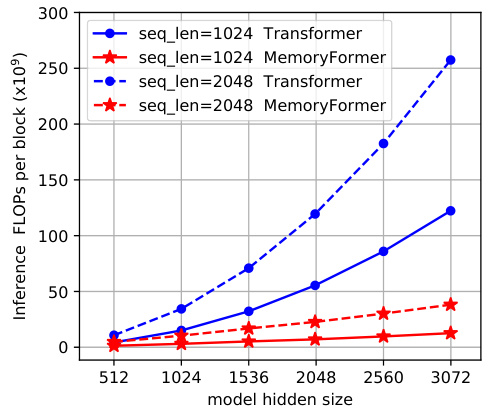 300
250
200
150
100
50
0
Inference FLOPs per block (x10⁹)
seq_len=1024 Transformer
seq_len=1024 MemoryFormer
seq_len=2048 Transformer
seq_len=2048 MemoryFormer
512 1024 1536 2048 2560 3072
model hidden size